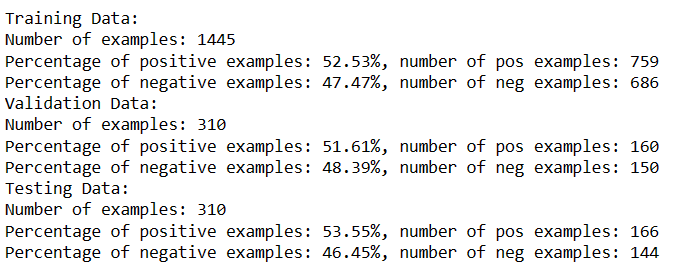 Training Data:
Number of examples: 1445
Percentage of positive examples: 52.53%, number of pos examples: 759
Percentage of negative examples: 47.47%, number of neg examples: 686
Validation Data:
Number of examples: 310
Percentage of positive examples: 51.61%, number of pos examples: 160
Percentage of negative examples: 48.39%, number of neg examples: 150
Testing Data:
Number of examples: 310
Percentage of positive examples: 53.55%, number of pos examples: 166
Percentage of negative examples: 46.45%, number of neg examples: 144